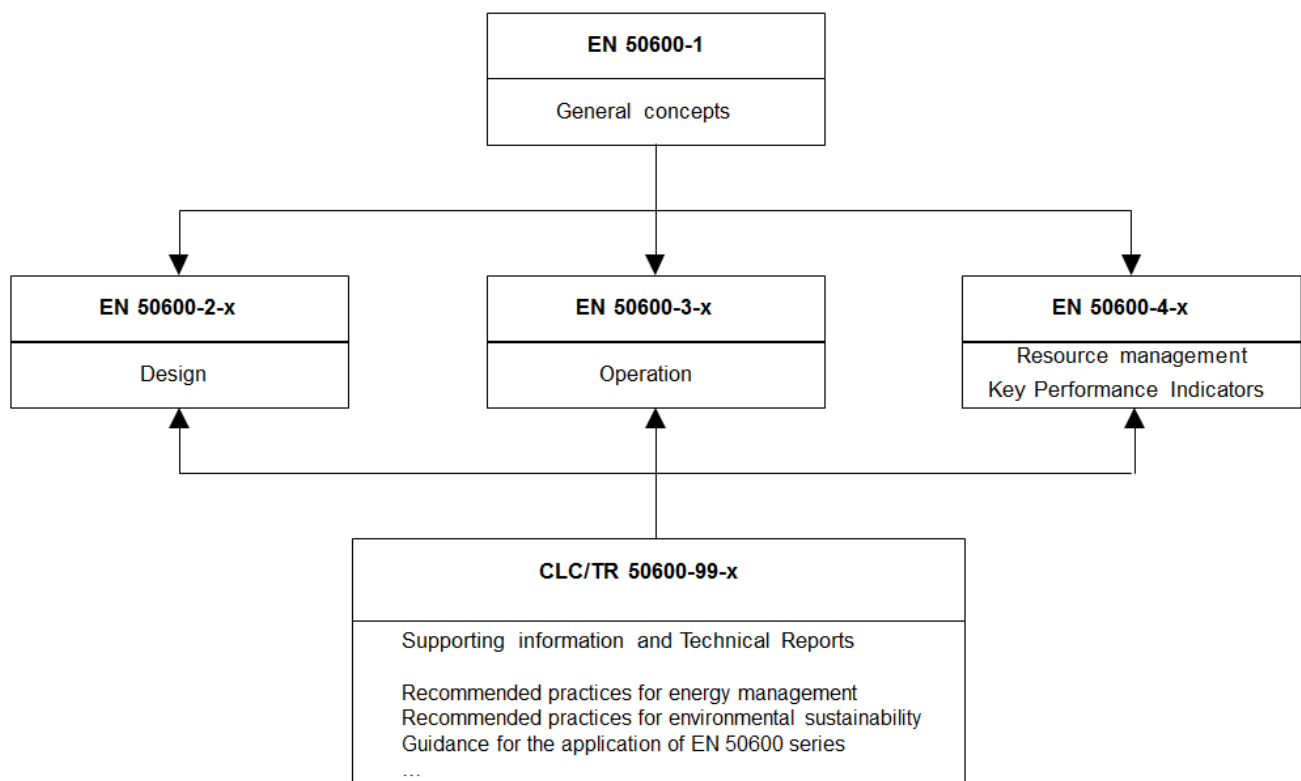 EN 50600-1
General concepts
EN 50600-2-x
Design
EN 50600-3-x
Operation
EN 50600-4-x
Resource management
Key Performance Indicators
CLC/TR 50600-99-x
Supporting information and Technical Reports
Recommended practices for energy management
Recommended practices for environmental sustainability
Guidance for the application of EN 50600 series
...